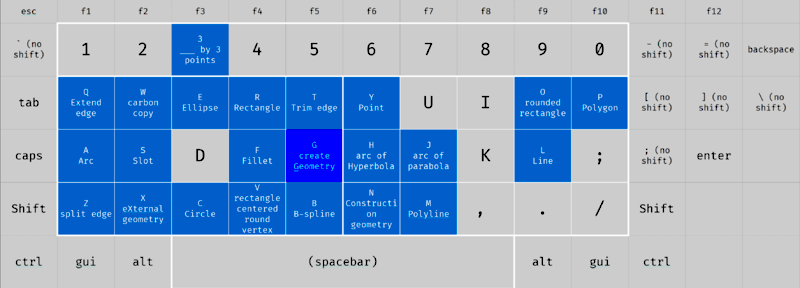 esc f1 f2 f3 f4 f5 f6 f7 f8 f9 f10 f11 f12
` (no shift) 1 2 3 ___ by 3 points 4 5 6 7 8 9 0 - (no shift) = (no shift) backspace
tab Q Extend edge W carbon copy E Ellipse R Rectangle T Trim edge Y Point U I O rounded rectangle P Polygon [ (no shift) ] (no shift) \ (no shift)
caps A Arc S Slot D F Fillet G create Geometry H arc of Hyperbola J arc of parabola K L Line ; ; (no shift) enter
Shift Z split edge X eXternal geometry C Circle V rectangle centered round vertex B B-spline N Constructi on geometry M Polyline , . / Shift
ctrl gui alt (spacebar) alt gui ctrl